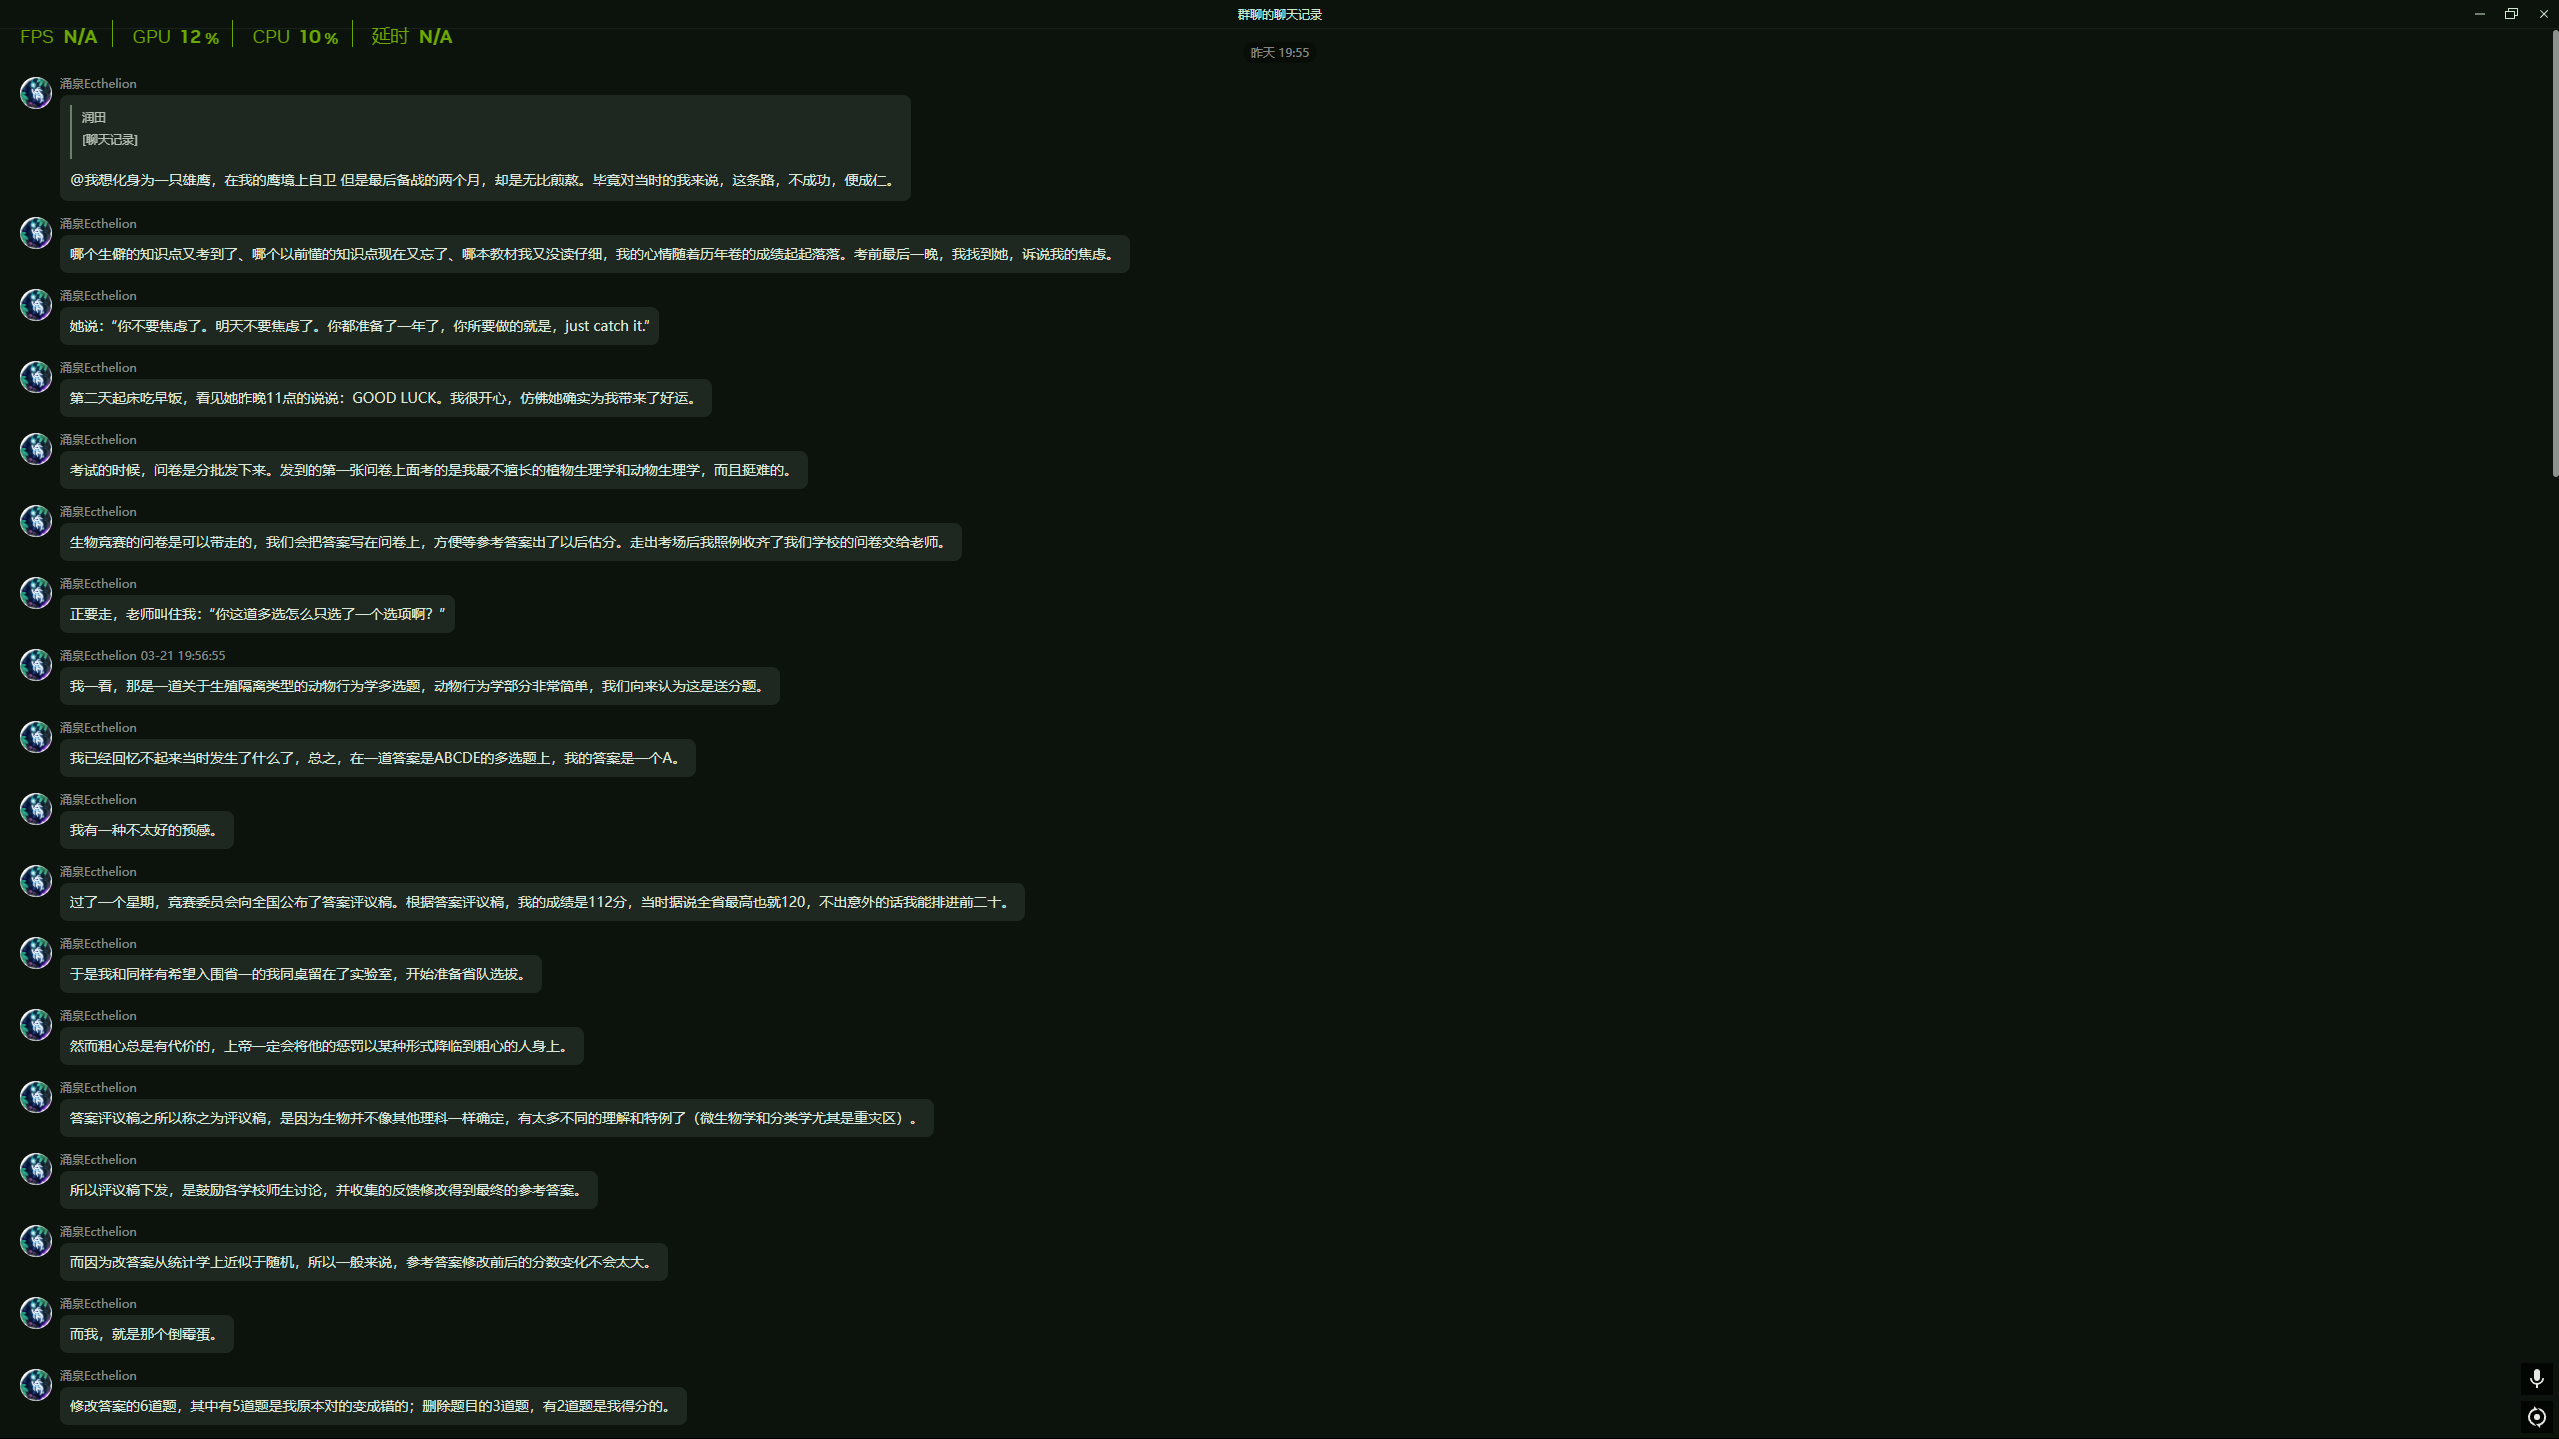 群聊的聊天记录
FPS N/A GPU 12 % CPU 10 % 延时 N/A
昨天 19:55
涌泉Ecthelion
润田
[聊天记录]
@我想化身为一只雄鹰，在我的鹰境上自卫 但是最后备战的两个月，却是无比煎熬。毕竟对当时的我来说，这条路，不成功，便成仁。
涌泉Ecthelion
哪个生僻的知识点又考到了、哪个以前懂的知识点现在又忘了、哪本教材我又没读仔细，我的心情随着历年卷的成绩起起落落。考前最后一晚，我找到她，诉说我的焦虑。
涌泉Ecthelion
她说：“你不要焦虑了。明天不要焦虑了。你都准备了一年了，你所要做的就是，just catch it.”
涌泉Ecthelion
第二天起床吃早饭，看见她昨晚11点的说说：GOOD LUCK。我很开心，仿佛她确实为我带来了好运。
涌泉Ecthelion
考试的时候，问卷是分批发下来。发到的第一张问卷上面考的是我最不擅长的植物生理学和动物生理学，而且挺难的。
涌泉Ecthelion
生物竞赛的问卷是可以带走的，我们会把答案写在问卷上，方便等参考答案出了以后估分。走出考场后我照例收齐了我们学校的问卷交给老师。
涌泉Ecthelion
正要走，老师叫住我：“你这道多选怎么只选了一个选项啊？”
涌泉Ecthelion 03-21 19:56:55
我一看，那是一道关于生殖隔离类型的动物行为学多选题，动物行为学部分非常简单，我们向来认为这是送分题。
涌泉Ecthelion
我已经回忆不起来当时发生了什么了，总之，在一道答案是ABCDE的多选题上，我的答案是一个A。
涌泉Ecthelion
我有一种不太好的预感。
涌泉Ecthelion
过了一个星期，竞赛委员会向全国公布了答案评议稿。根据答案评议稿，我的成绩是112分，当时据说全省最高也就120，不出意外的话我能排进前二十。
涌泉Ecthelion
于是我和同样有希望入围省一的我同桌留在了实验室，开始准备省队选拔。
涌泉Ecthelion
然而粗心总是有代价的，上帝一定会将他的惩罚以某种形式降临到粗心的人身上。
涌泉Ecthelion
答案评议稿之所以称之为评议稿，是因为生物并不像其他理科一样确定，有太多不同的理解和特例了（微生物学和分类学尤其是重灾区）。
涌泉Ecthelion
所以评议稿下发，是鼓励各学校师生讨论，并收集的反馈修改得到最终的参考答案。
涌泉Ecthelion
而因为改答案从统计学上近似于随机，所以一般来说，参考答案修改前后的分数变化不会太大。
涌泉Ecthelion
而我，就是那个倒霉蛋。
涌泉Ecthelion
修改答案的6道题，其中有5道题是我原本对的变成错的；删除题目的3道题，有2道题是我得分的。